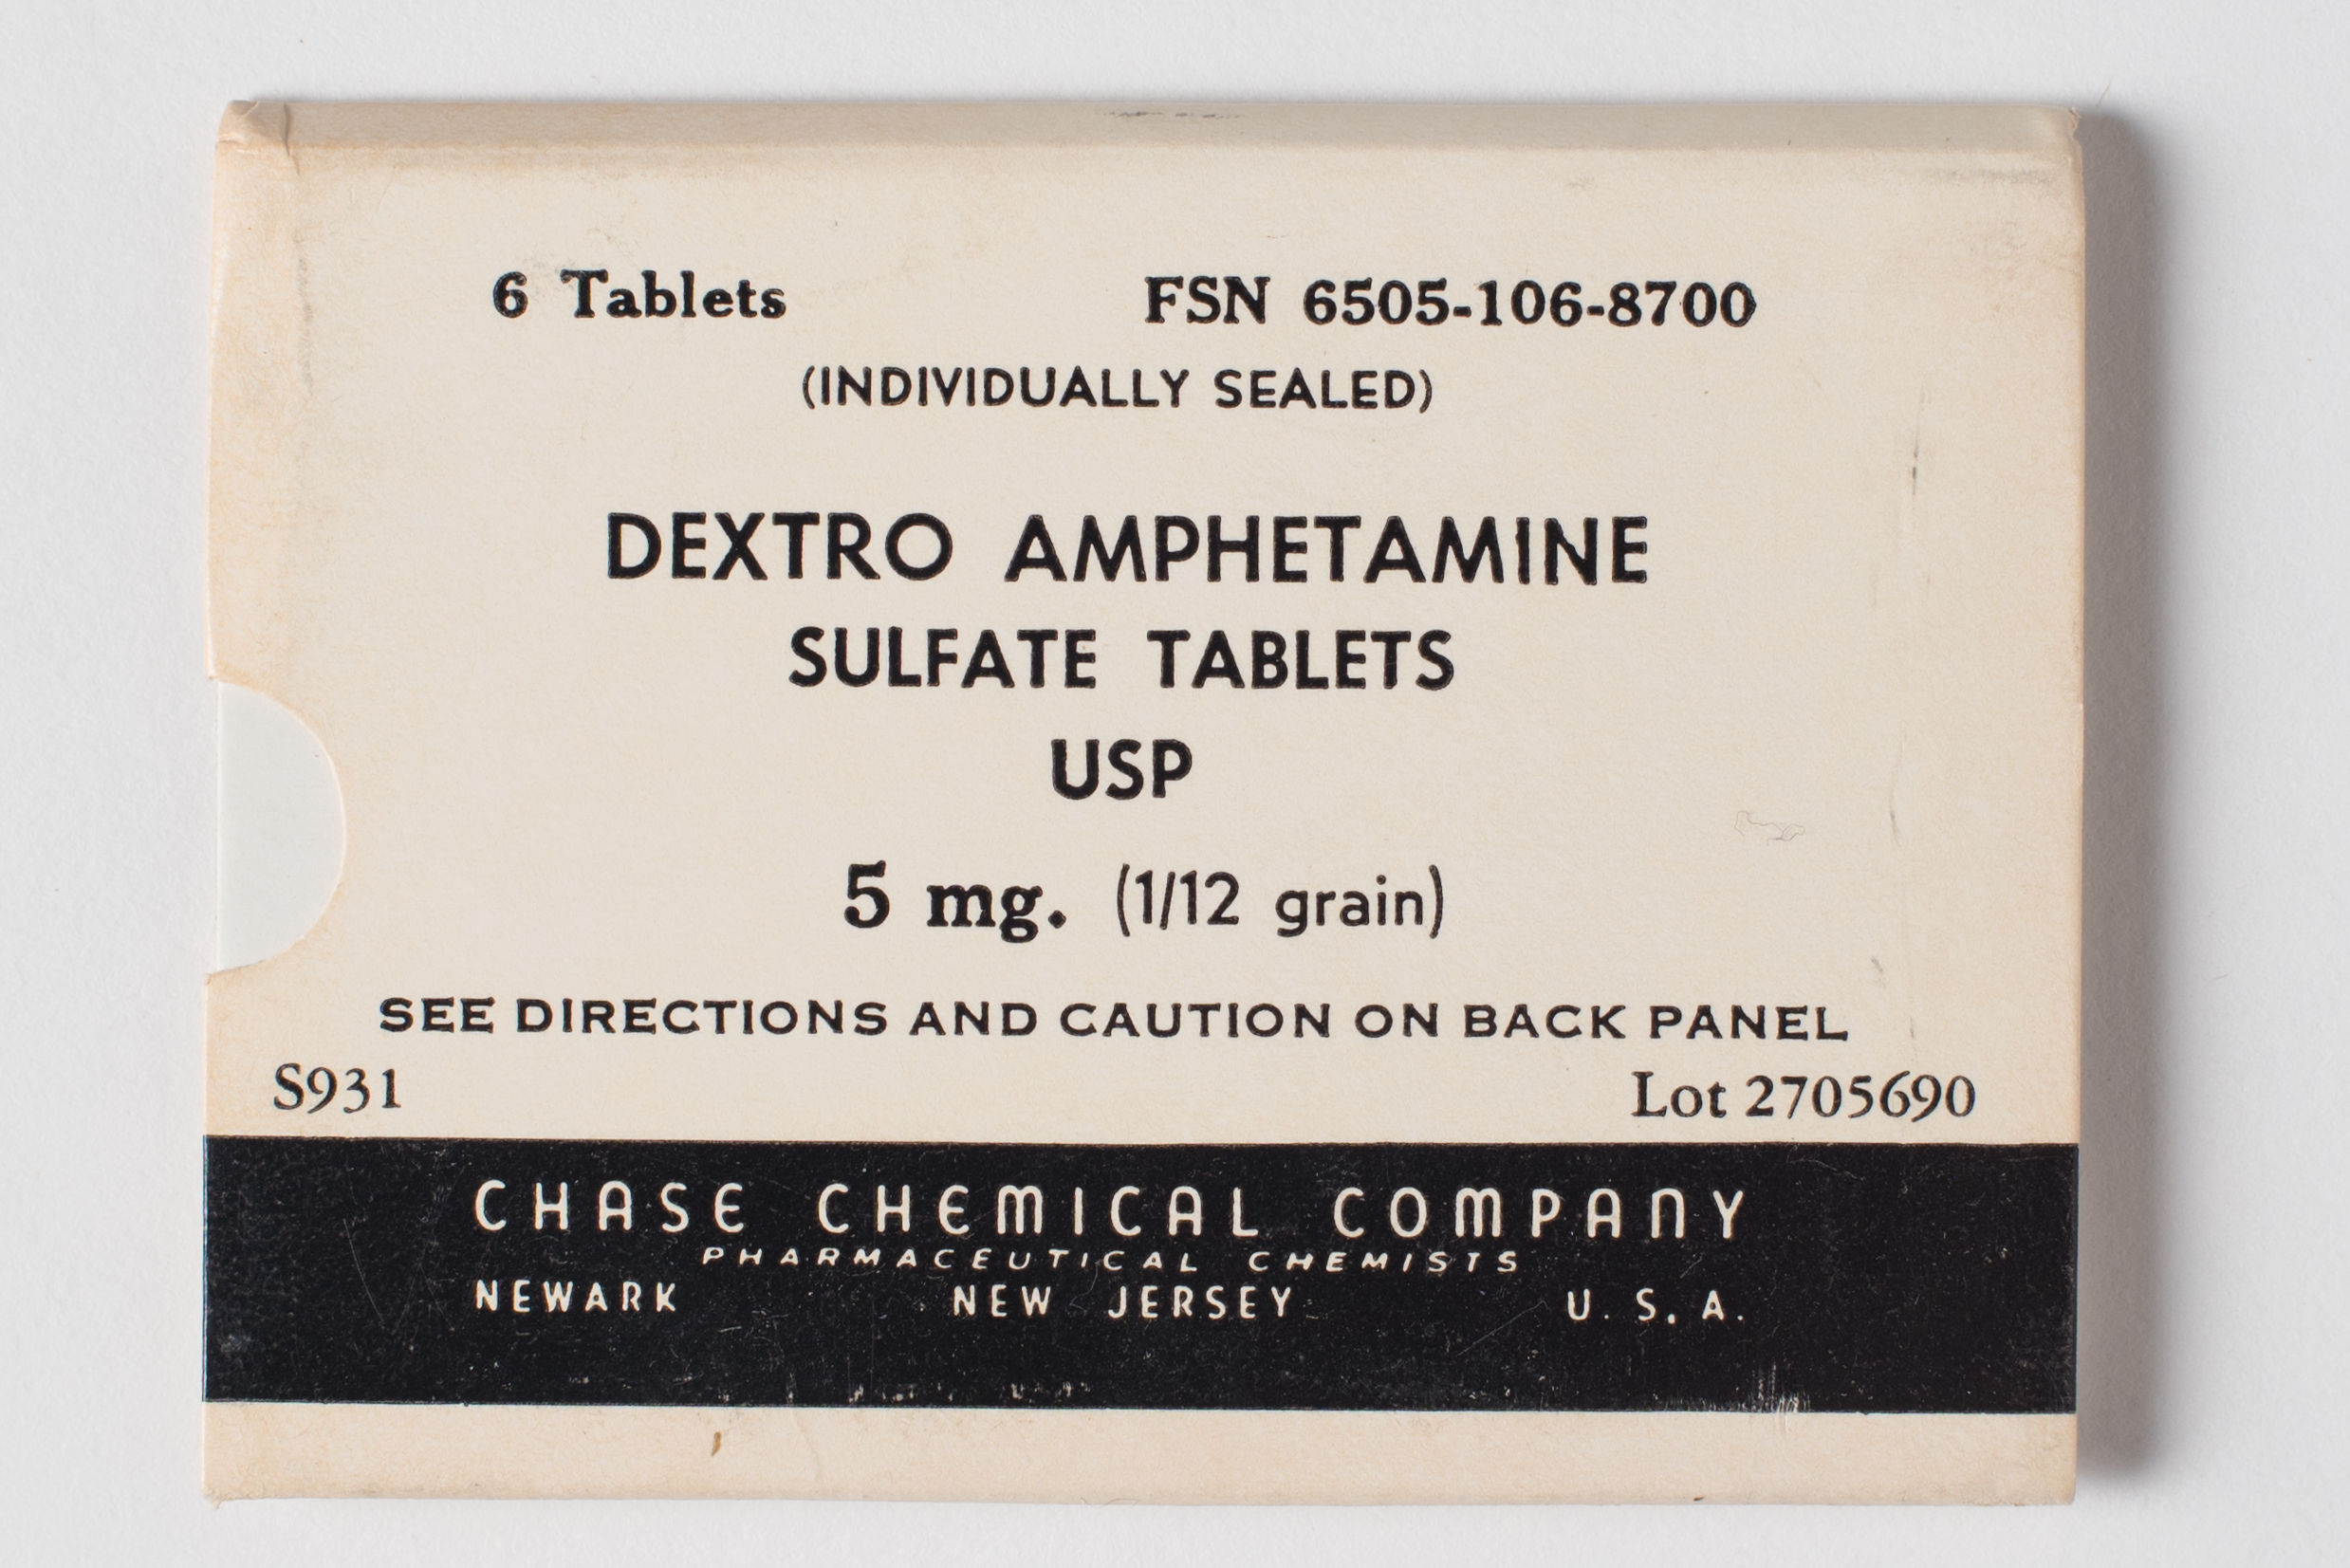 6 Tablets FSN 6505-106-8700
(INDIVIDUALLY SEALED)
DEXTRO AMPHETAMINE
SULFATE TABLETS
USP
5 mg. (1/12 grain)
SEE DIRECTIONS AND CAUTION ON BACK PANEL
S931 Lot 2705690
CHASE CHEMICAL COMPANY
PHARMACEUTICAL CHEMISTS
NEWARK NEW JERSEY U. S. A.